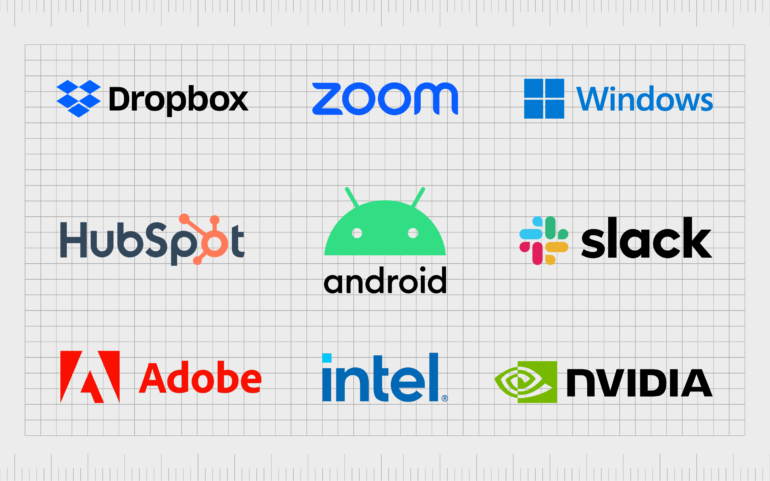 Dropbox
zoom
Windows
HubSpot
android
slack
Adobe
intel®
NVIDIA